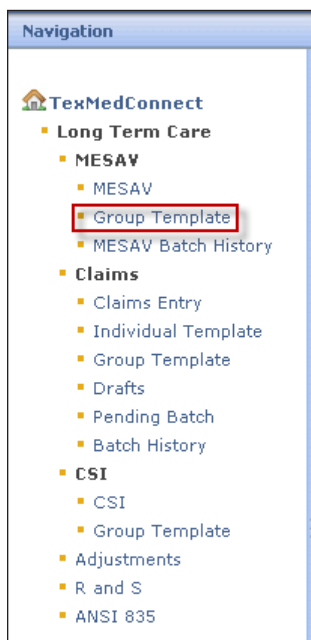 Navigation
TexMedConnect
Long Term Care
MESAV
MESAV
Group Template
MESAV Batch History
Claims
Claims Entry
Individual Template
Group Template
Drafts
Pending Batch
Batch History
CSI
CSI
Group Template
Adjustments
R and S
ANSI 835